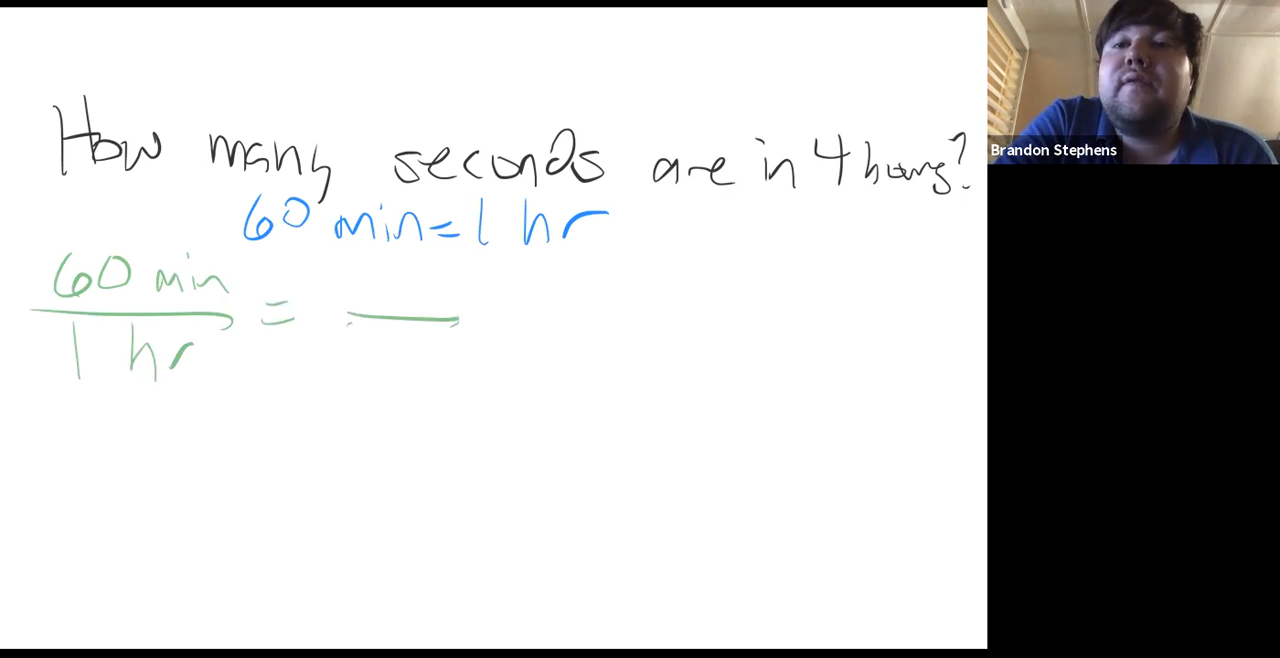 How many seconds are in 4 hours?
60 min = 1 hr
60 min
1 hr
=
Brandon Stephens